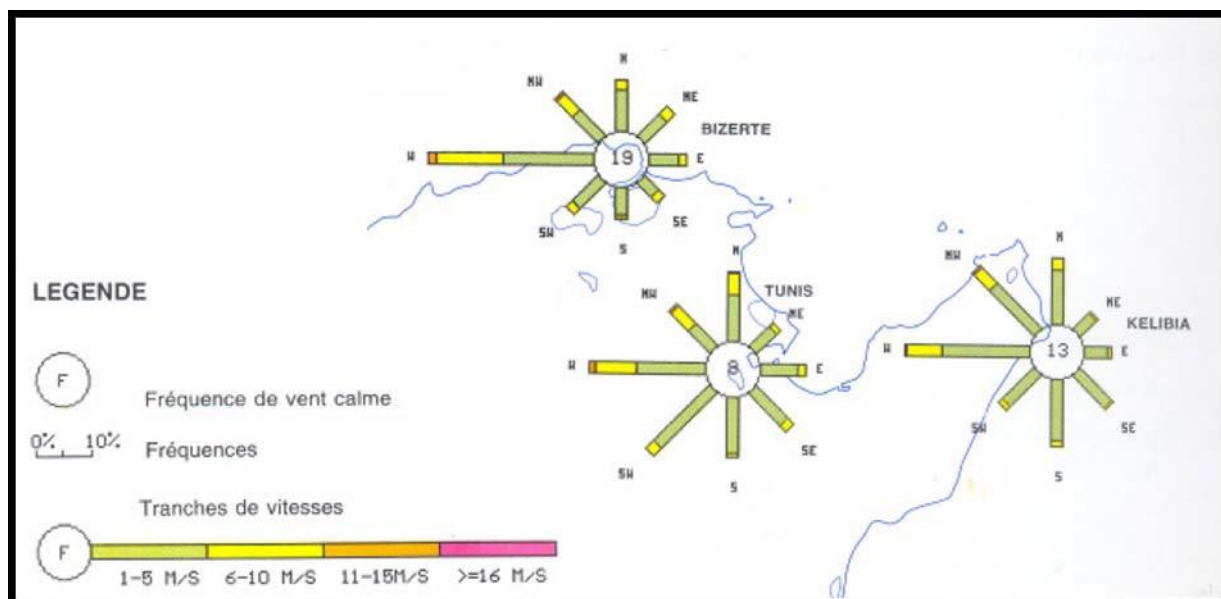 N
NW
NE
BIZERTE
W
19
E
SW
SE
S
N
NW
TUNIS
NE
W
8
E
SW
SE
S
N
NW
NE
KELIBIA
W
13
E
SW
SE
S
LEGENDE
F
Fréquence de vent calme
0% 10%
Fréquences
Tranches de vitesses
F
1-5 M/S 6-10 M/S 11-15M/S >=16 M/S